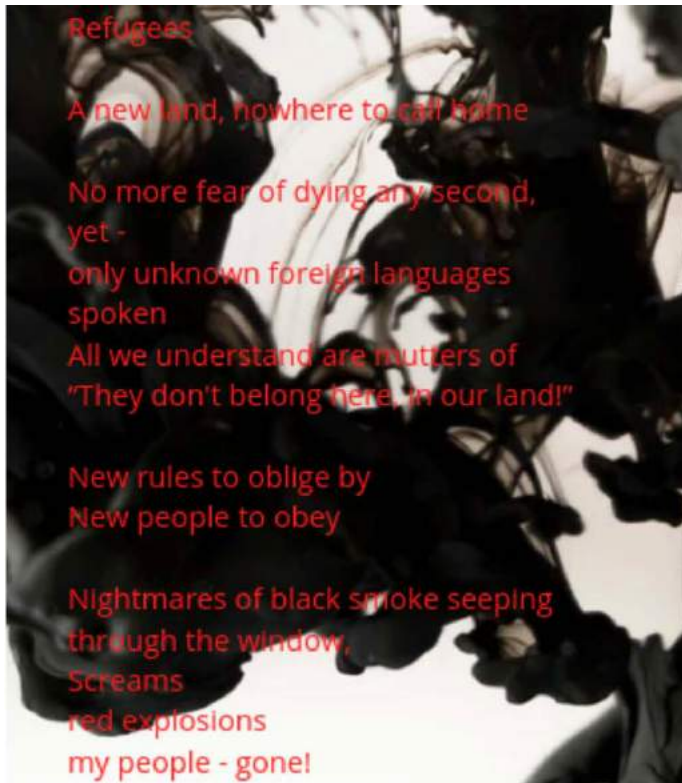 Refugees
A new land, nowhere to call home
No more fear of dying any second,
yet -
only unknown foreign languages
spoken
All we understand are mutters of
"They don't belong here, in our land!"
New rules to oblige by
New people to obey
Nightmares of black smoke seeping
through the window,
Screams
red explosions
my people - gone!